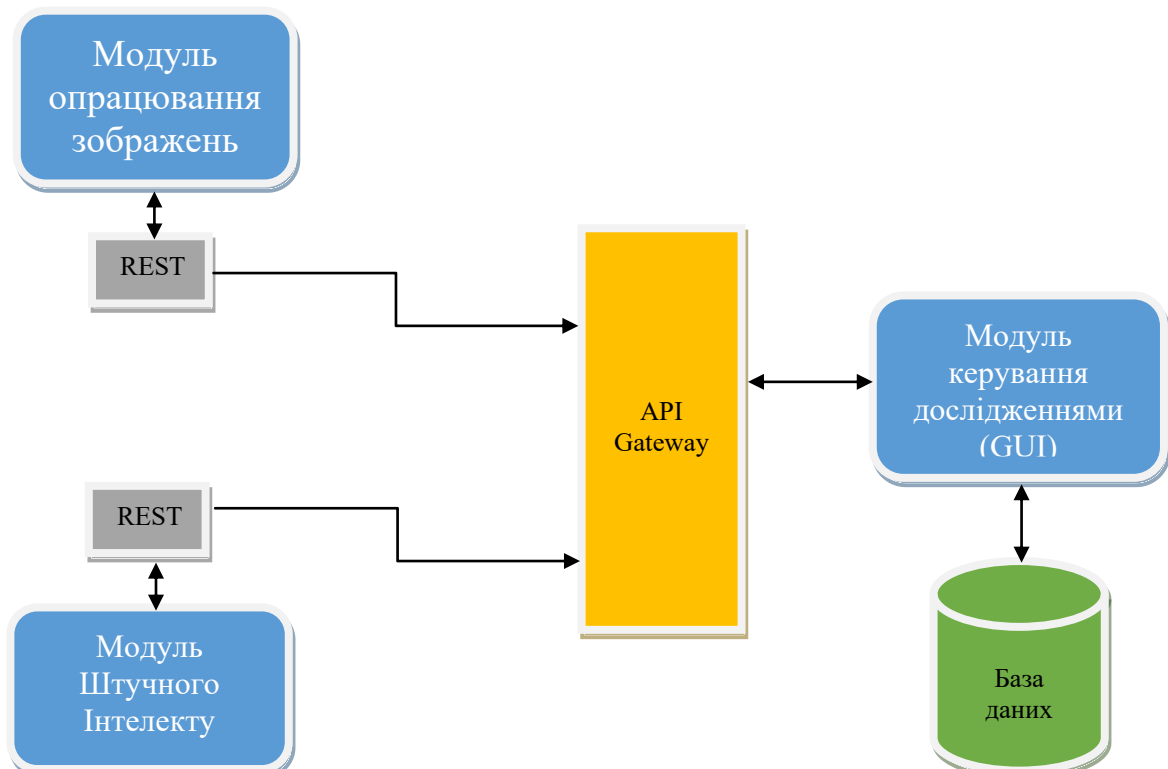 Модуль
опрацювання
зображень
REST
API
Gateway
Модуль
керування
дослідженнями
(GUI)
REST
Модуль
Штучного
Інтелекту
База
даних